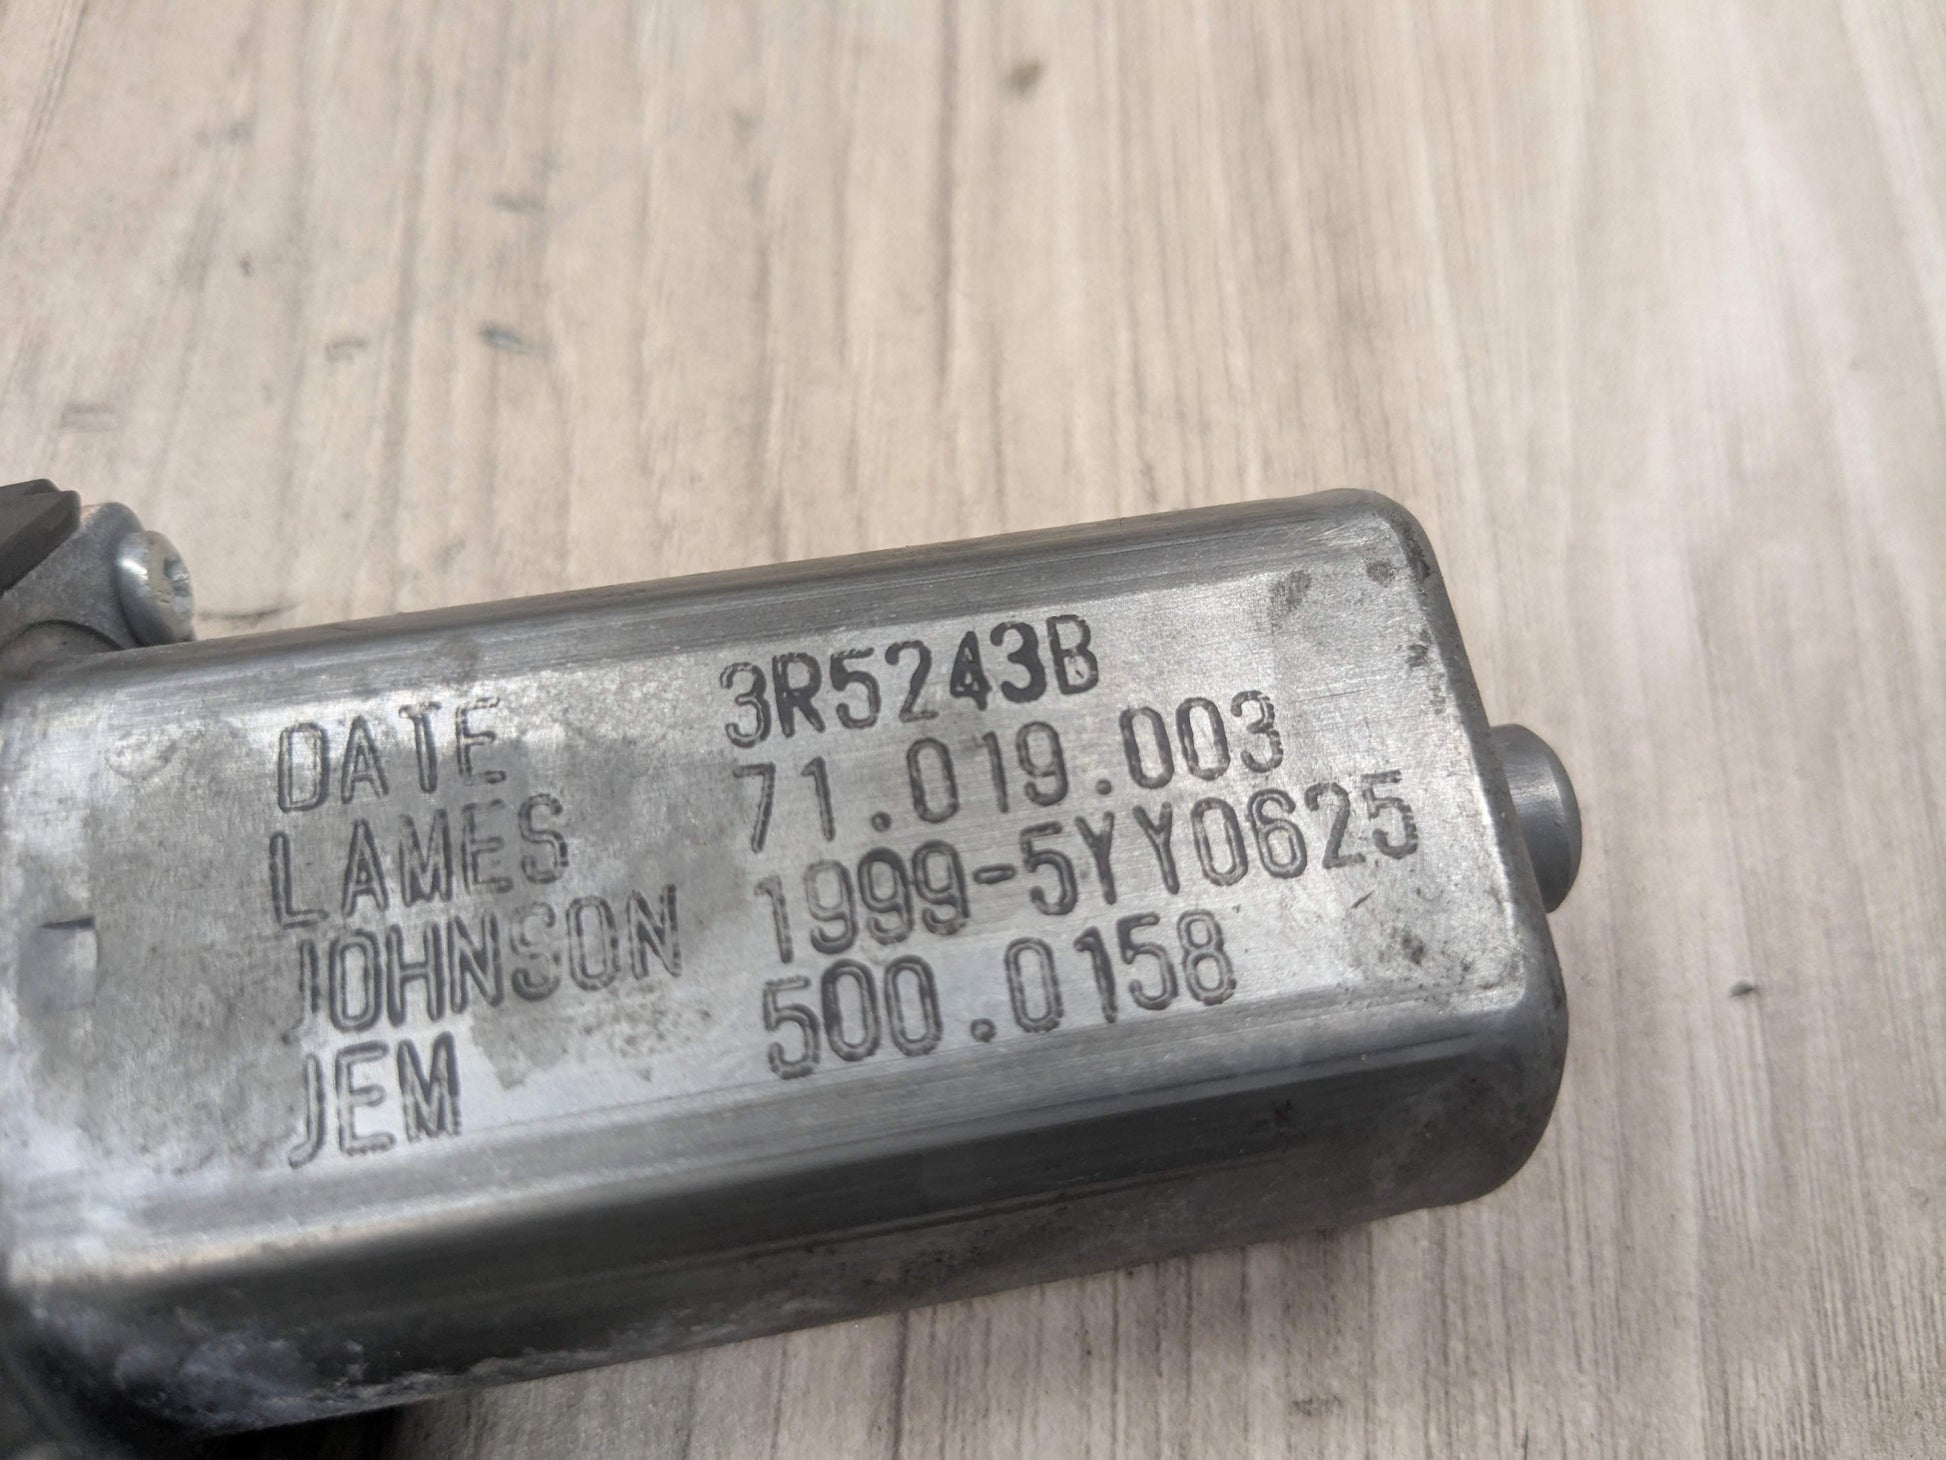 DATE 3R5243B
LAMES 71.019.003
JOHNSON 1999-5YY0625
JEM 500.0158